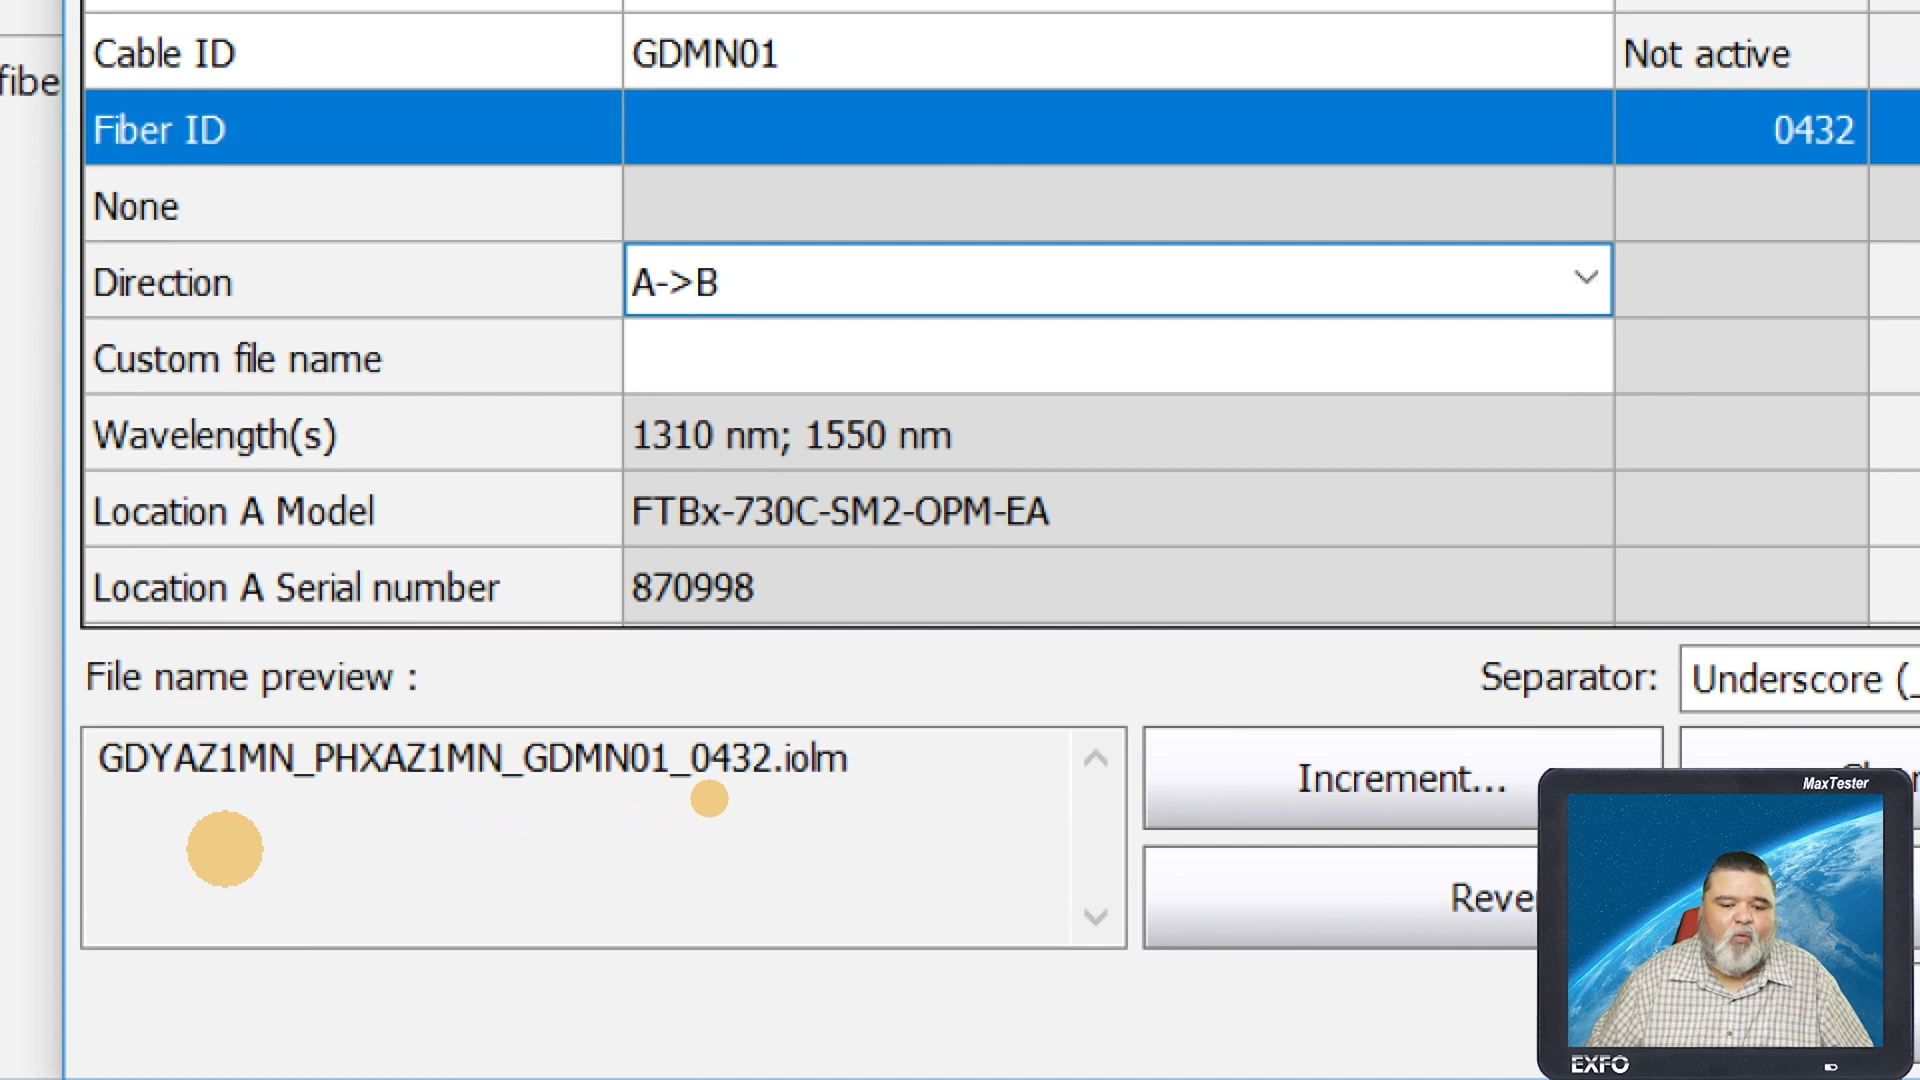 fibe
Cable ID GDMN01 Not active
Fiber ID 0432
None
Direction A->B
Custom file name
Wavelength(s) 1310 nm; 1550 nm
Location A Model FTBx-730C-SM2-OPM-EA
Location A Serial number 870998
File name preview : Separator: Underscore (_
GDYAZ1MN_PHXAZ1MN_GDMN01_0432.iolm
Increment...
Reve
MaxTester
EXFO